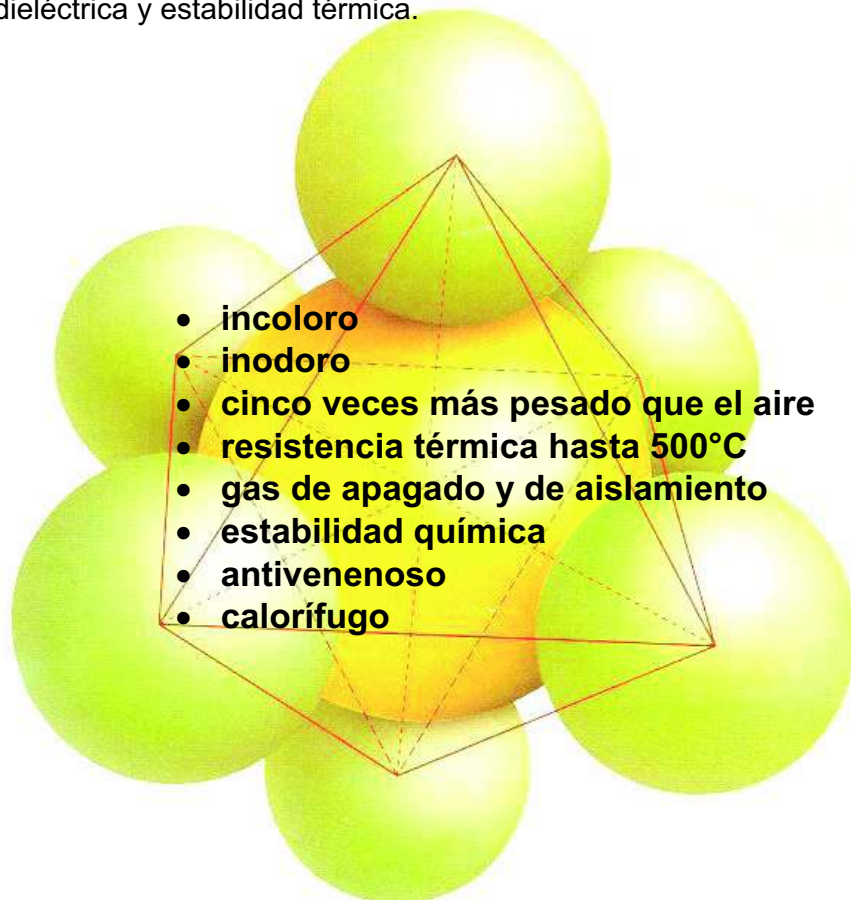 dieléctrica y estabilidad térmica.
• incoloro
• inodoro
• cinco veces más pesado que el aire
• resistencia térmica hasta 500°C
• gas de apagado y de aislamiento
• estabilidad química
• antivenenoso
• calorífugo